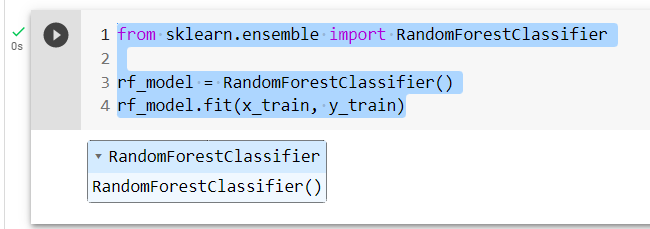 1 from sklearn.ensemble import RandomForestClassifier
2
3 rf_model = RandomForestClassifier()
4 rf_model.fit(x_train, y_train)
0s
RandomForestClassifier
RandomForestClassifier()